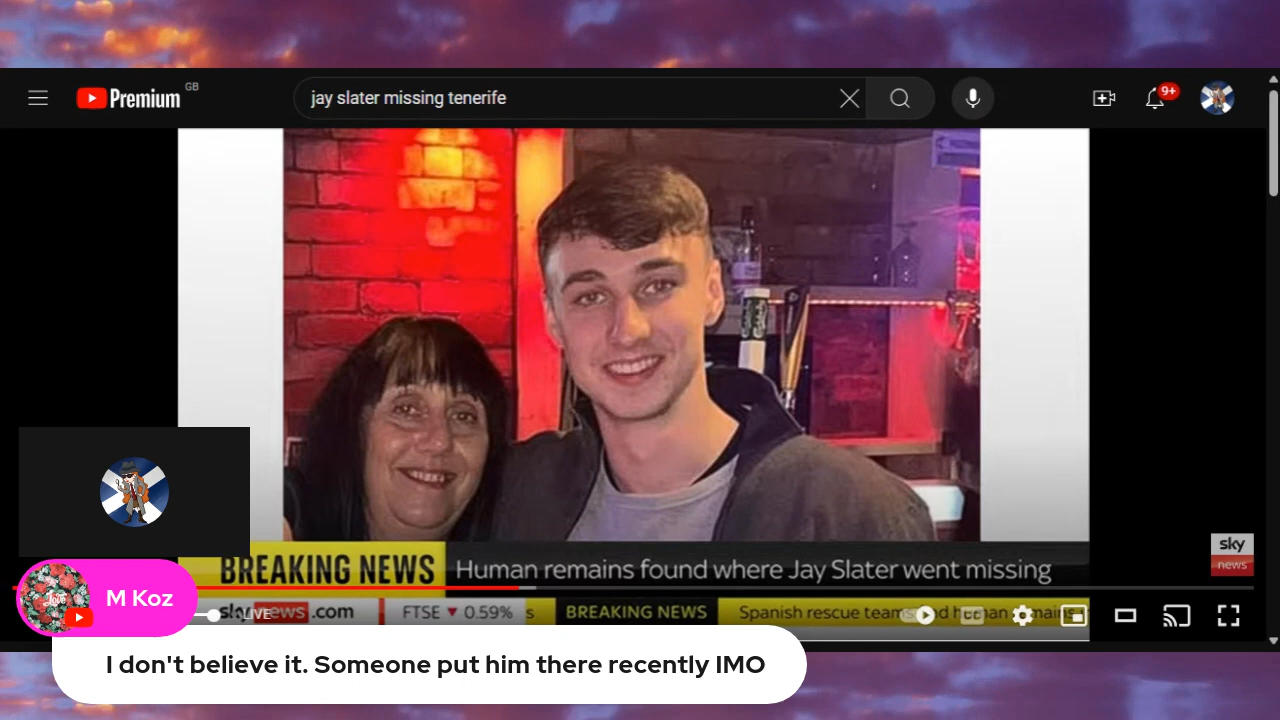 Premium GB
jay slater missing tenerife
9+
BREAKING NEWS
Human remains found where Jay Slater went missing
sky
news
M Koz
sky news .com
LIVE
FTSE ▼ 0.59%
s
BREAKING NEWS
Spanish rescue teams
I don't believe it. Someone put him there recently IMO